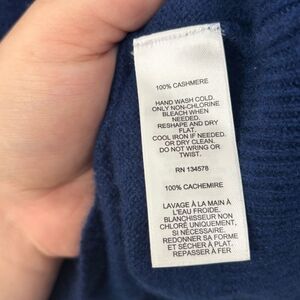 100% CASHMERE
HAND WASH COLD.
ONLY NON-CHLORINE
BLEACH WHEN
NEEDED.
RESHAPE AND DRY
FLAT.
COOL IRON IF NEEDED.
OR DRY CLEAN.
DO NOT WRING OR
TWIST.
RN 134578
100% CACHEMIRE
LAVAGE À LA MAIN À
L'EAU FROIDE.
BLANCHISSEUR NON
CHLORÉ UNIQUEMENT,
SI NÉCESSAIRE.
REDONNER SA FORME
ET SÉCHER À PLAT.
REPASSER À FER